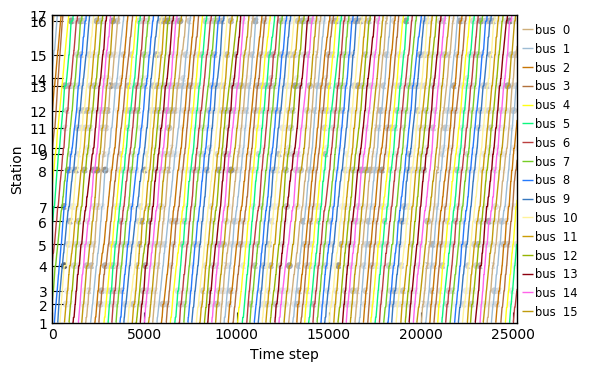 17
16
15
14
13
12
11
10
9
8
7
6
5
4
3
2
1
Station
0 5000 10000 15000 20000 25000
Time step
bus 0
bus 1
bus 2
bus 3
bus 4
bus 5
bus 6
bus 7
bus 8
bus 9
bus 10
bus 11
bus 12
bus 13
bus 14
bus 15